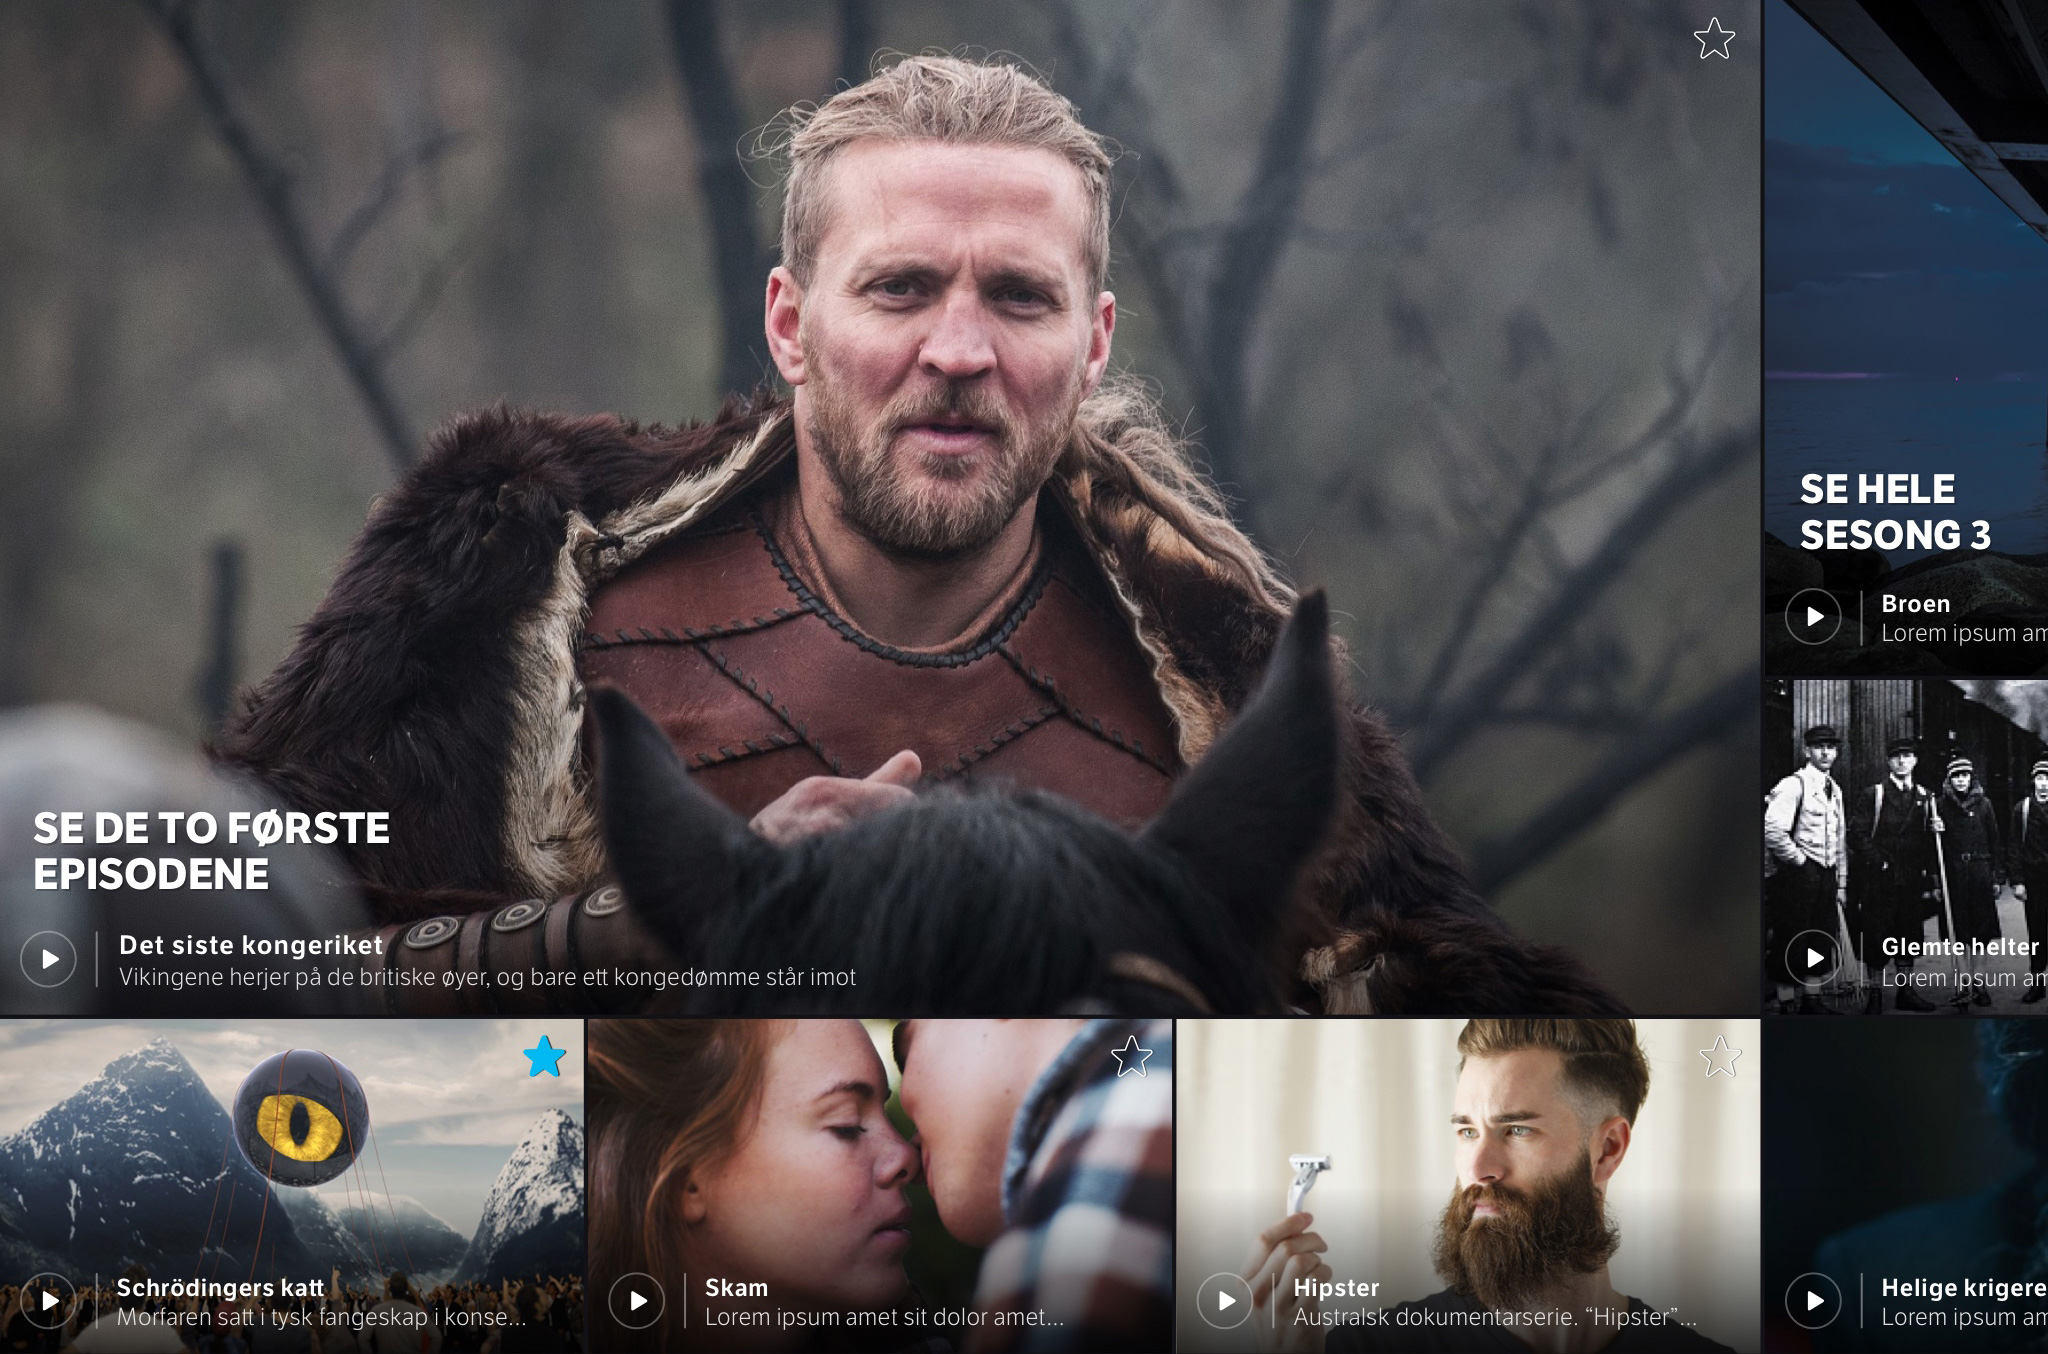 SE DE TO FØRSTE
EPISODENE
Det siste kongeriket
Vikingene herjer på de britiske øyer, og bare ett kongedømme står imot
SE HELE
SESONG 3
Broen
Lorem ipsum am
Glemte helter
Lorem ipsum am
Schrödingers katt
Morfaren satt i tysk fangeskap i konse...
Skam
Lorem ipsum amet sit dolor amet...
Hipster
Australsk dokumentarserie. “Hipster”...
Helige krigere
Lorem ipsum am